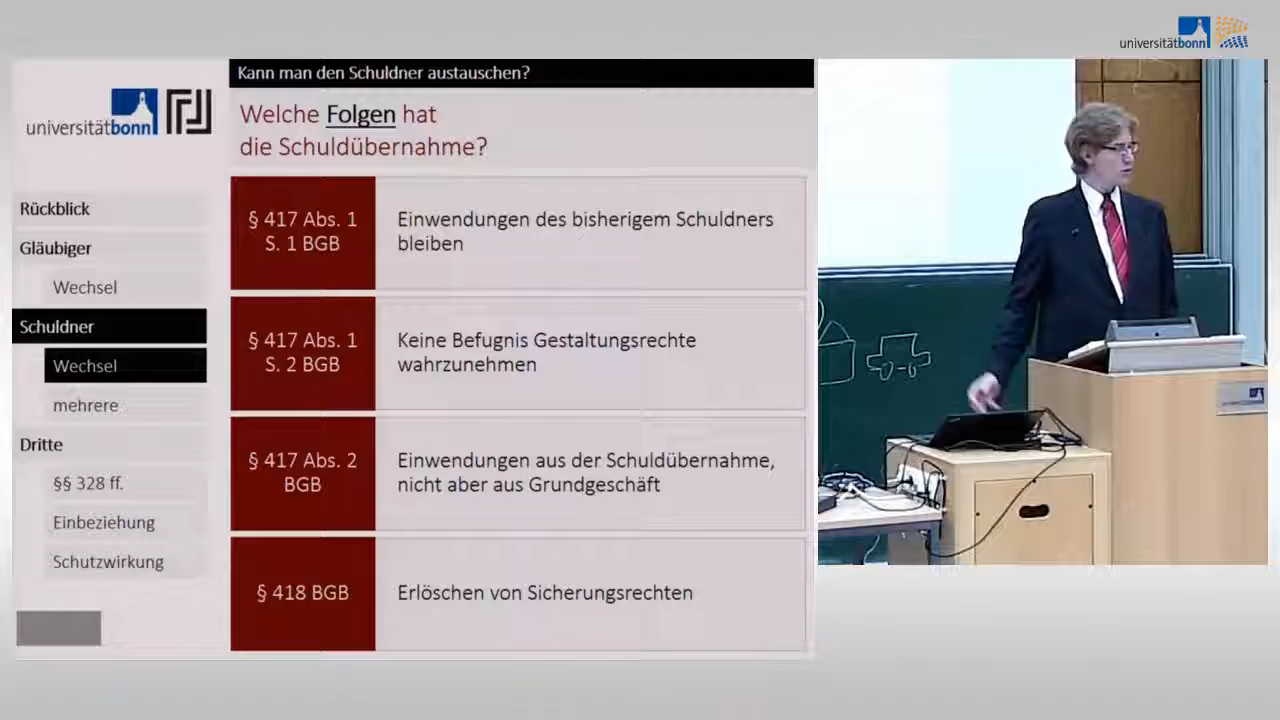 universitätbonn
Kann man den Schuldner austauschen?
universitätbonn
Welche Folgen hat
die Schuldübernahme?
Rückblick
Gläubiger
Wechsel
Schuldner
Wechsel
mehrere
Dritte
§§ 328 ff.
Einbeziehung
Schutzwirkung
§ 417 Abs. 1
S. 1 BGB
Einwendungen des bisherigem Schuldners
bleiben
§ 417 Abs. 1
S. 2 BGB
Keine Befugnis Gestaltungsrechte
wahrzunehmen
§ 417 Abs. 2
BGB
Einwendungen aus der Schuldübernahme,
nicht aber aus Grundgeschäft
§ 418 BGB
Erlöschen von Sicherungsrechten